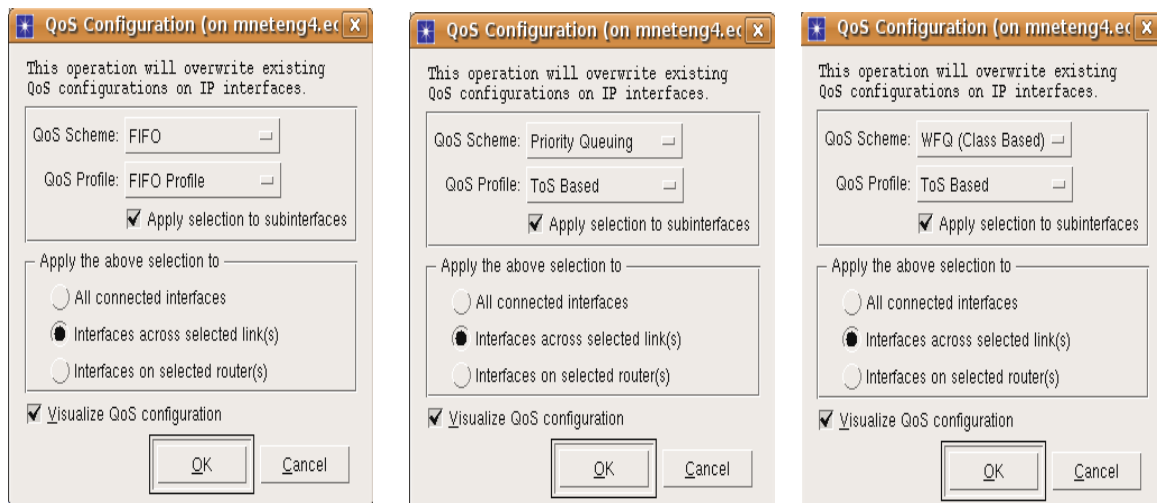 QoS Configuration (on mneteng4.ec
This operation will overwrite existing
QoS configurations on IP interfaces.
QoS Scheme: FIFO
QoS Profile: FIFO Profile
Apply selection to subinterfaces
Apply the above selection to
All connected interfaces
Interfaces across selected link(s)
Interfaces on selected router(s)
Visualize QoS configuration
OK Cancel
QoS Configuration (on mneteng4.ec
This operation will overwrite existing
QoS configurations on IP interfaces.
QoS Scheme: Priority Queuing
QoS Profile: ToS Based
Apply selection to subinterfaces
Apply the above selection to
All connected interfaces
Interfaces across selected link(s)
Interfaces on selected router(s)
Visualize QoS configuration
OK Cancel
QoS Configuration (on mneteng4.ec
This operation will overwrite existing
QoS configurations on IP interfaces.
QoS Scheme: WFQ (Class Based)
QoS Profile: ToS Based
Apply selection to subinterfaces
Apply the above selection to
All connected interfaces
Interfaces across selected link(s)
Interfaces on selected router(s)
Visualize QoS configuration
OK Cancel